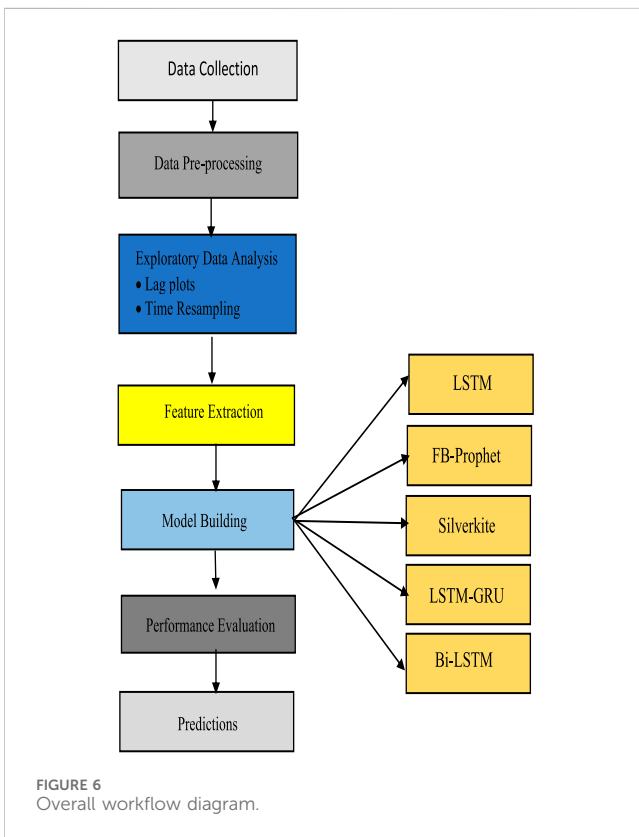 Data Collection
Data Pre-processing
Exploratory Data Analysis
• Lag plots
• Time Resampling
Feature Extraction
Model Building
Performance Evaluation
Predictions
LSTM
FB-Prophet
Silverkite
LSTM-GRU
Bi-LSTM
FIGURE 6
Overall workflow diagram.